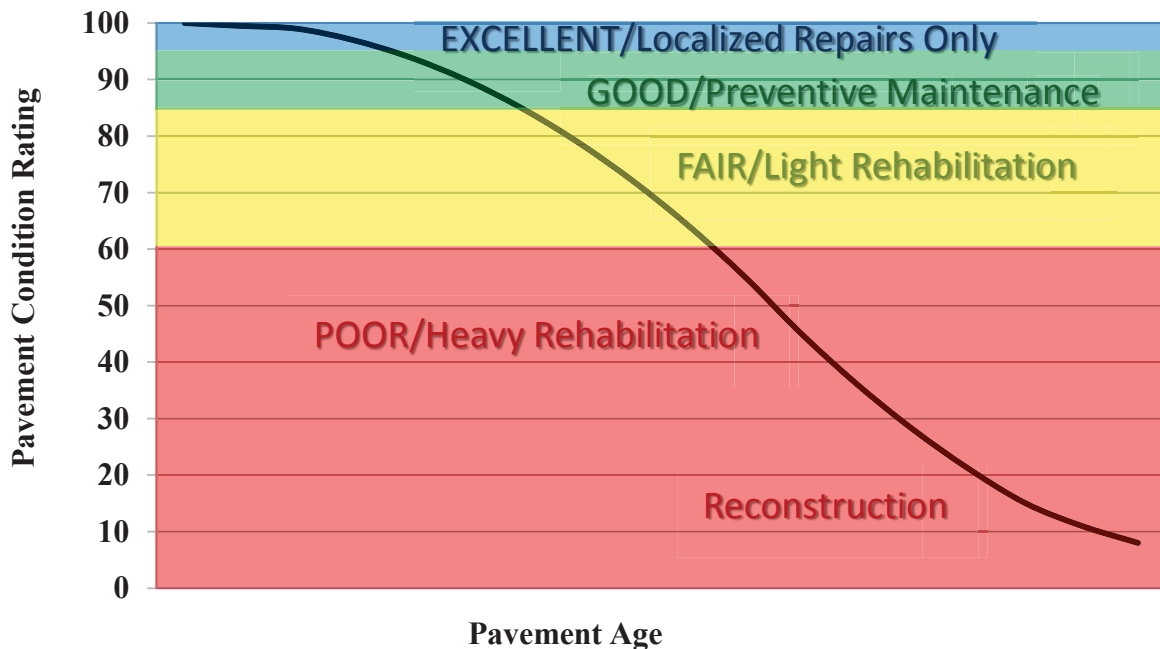 Pavement Condition Rating
100
90
80
70
60
50
40
30
20
10
0
EXCELLENT/Localized Repairs Only
GOOD/Preventive Maintenance
FAIR/Light Rehabilitation
POOR/Heavy Rehabilitation
Reconstruction
Pavement Age